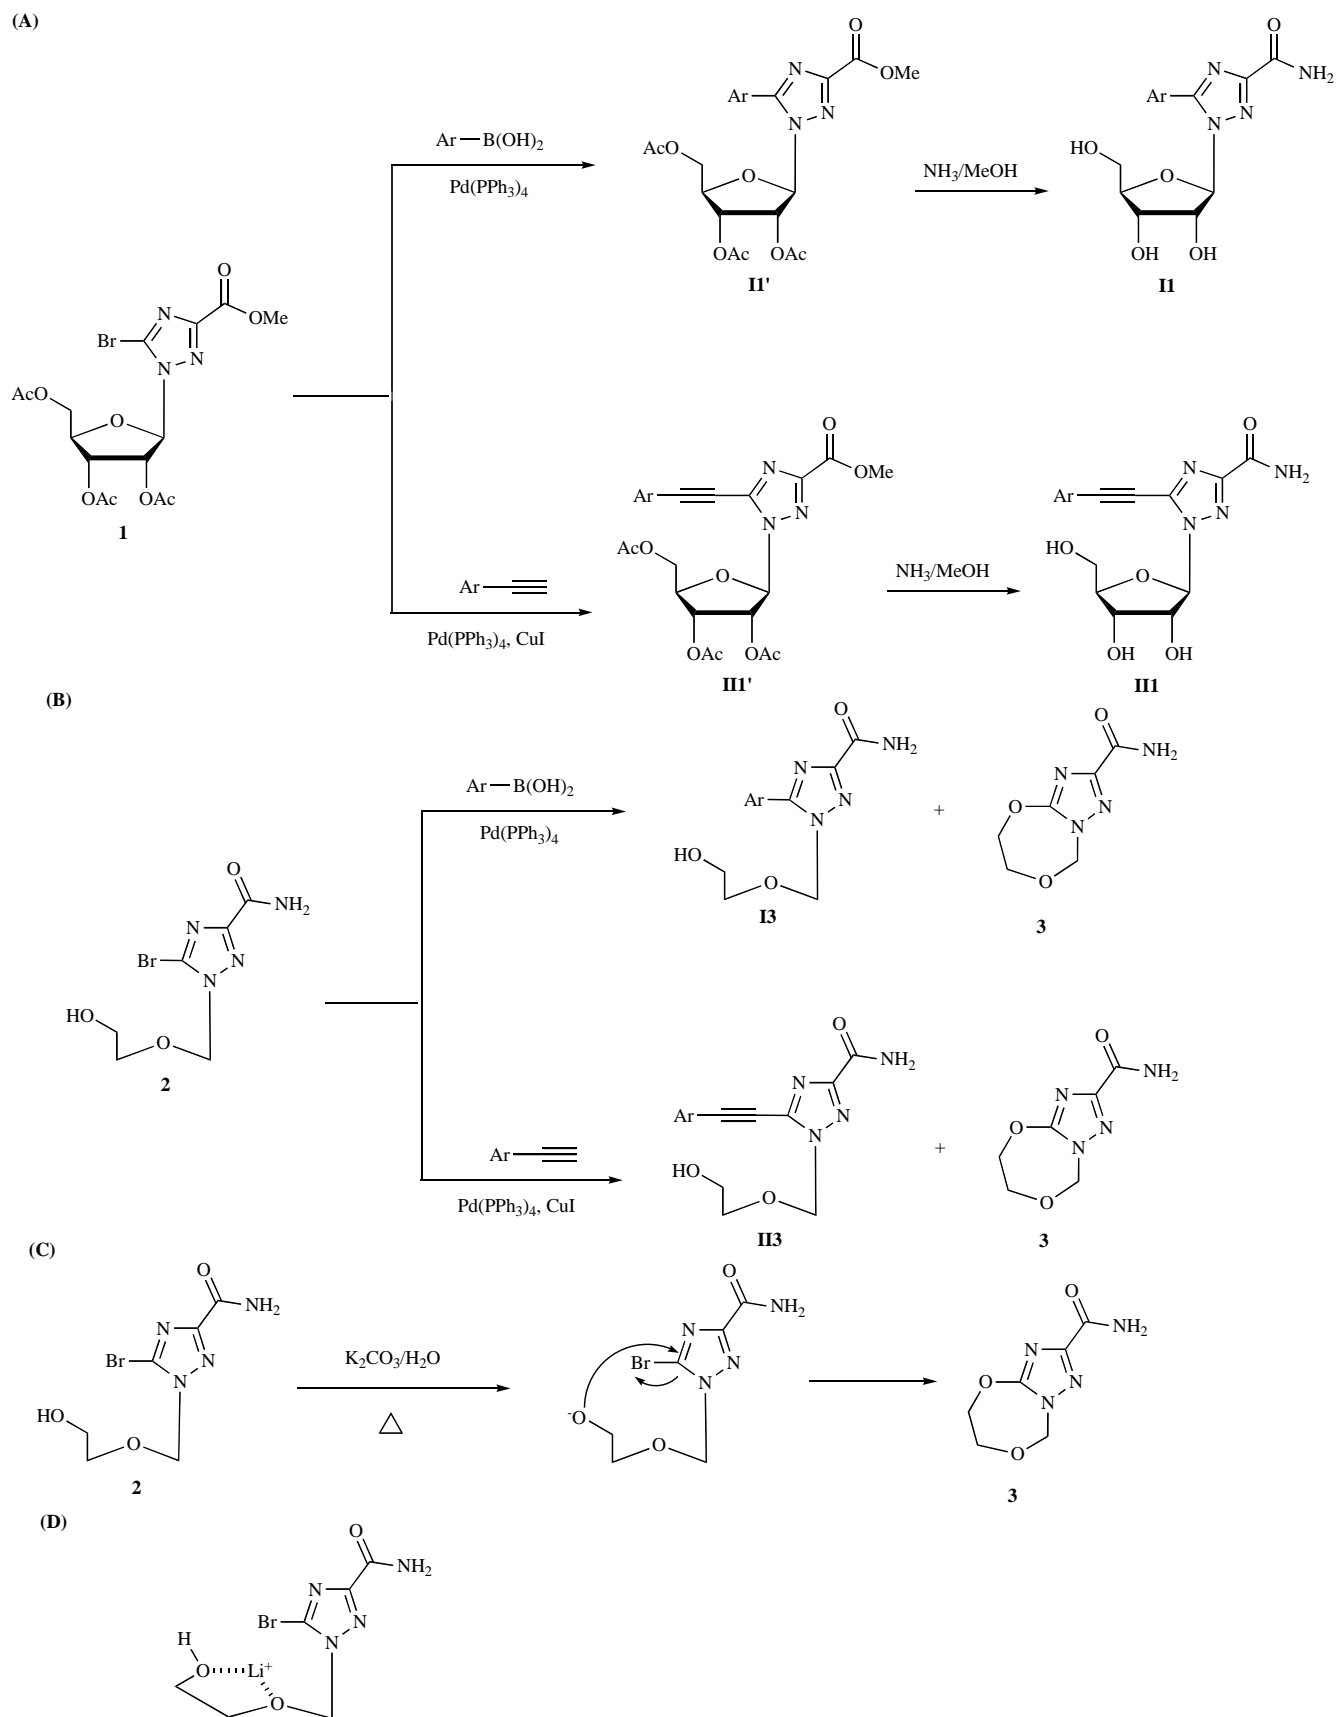 (A)
O
N
OMe
Ar
N
N
AcO
O
OAc
OAc
I1'
Ar—B(OH)2
Pd(PPh3)4
NH3/MeOH
O
N
NH2
Ar
N
N
HO
O
OH
OH
I1
O
N
OMe
Br
N
N
AcO
O
OAc
OAc
1
Ar
Pd(PPh3)4, CuI
O
N
OMe
Ar
N
N
AcO
O
OAc
OAc
II1'
NH3/MeOH
O
N
NH2
Ar
N
N
HO
O
OH
OH
II1
(B)
O
N
NH2
Br
N
N
HO
O
2
Ar—B(OH)2
Pd(PPh3)4
O
N
NH2
Ar
N
N
HO
O
I3
+
O
N
NH2
O
N
N
O
3
Ar
Pd(PPh3)4, CuI
O
N
NH2
Ar
N
N
HO
O
II3
+
O
N
NH2
O
N
N
O
3
(C)
O
N
NH2
Br
N
N
HO
O
2
K2CO3/H2O
△
O
N
NH2
Br
N
N
-O
O
O
N
NH2
O
N
N
O
3
(D)
O
N
NH2
Br
N
N
H
O
Li+
O